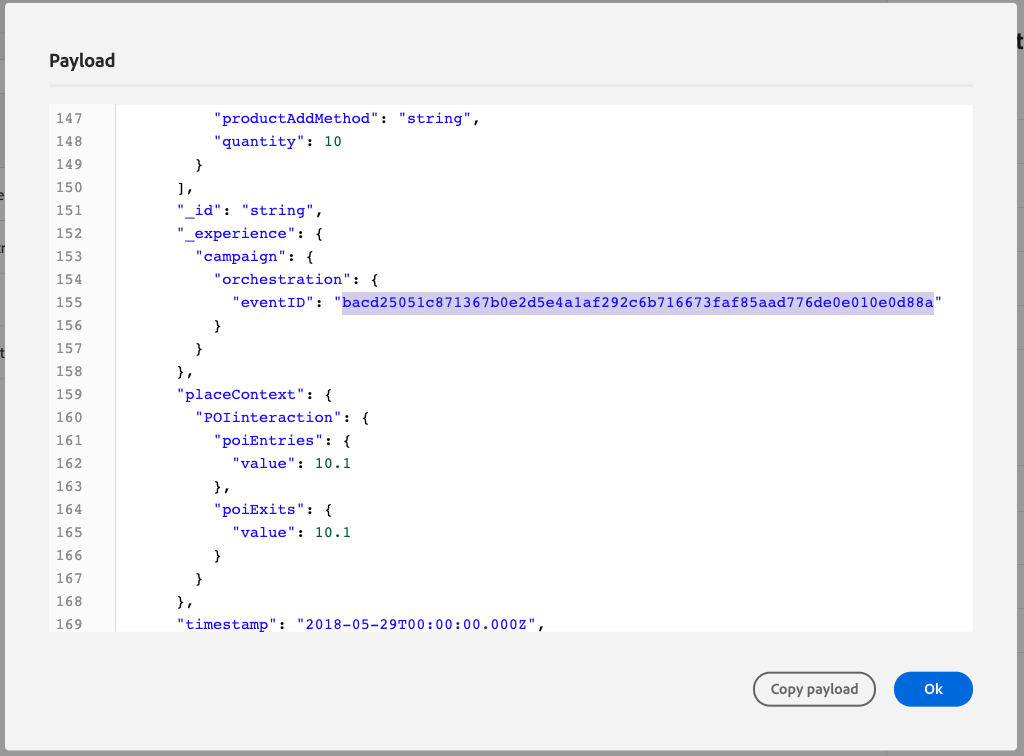 Payload
147 "productAddMethod": "string",
148 "quantity": 10
149 }
150 ],
151 "_id": "string",
152 "_experience": {
153 "campaign": {
154 "orchestration": {
155 "eventID": "bacd25051c871367b0e2d5e4a1af292c6b716673faf85aad776de0e010e0d88a"
156 }
157 }
158 },
159 "placeContext": {
160 "POIinteraction": {
161 "poiEntries": {
162 "value": 10.1
163 },
164 "poiExits": {
165 "value": 10.1
166 }
167 }
168 },
169 "timestamp": "2018-05-29T00:00:00.000Z",
Copy payload
Ok